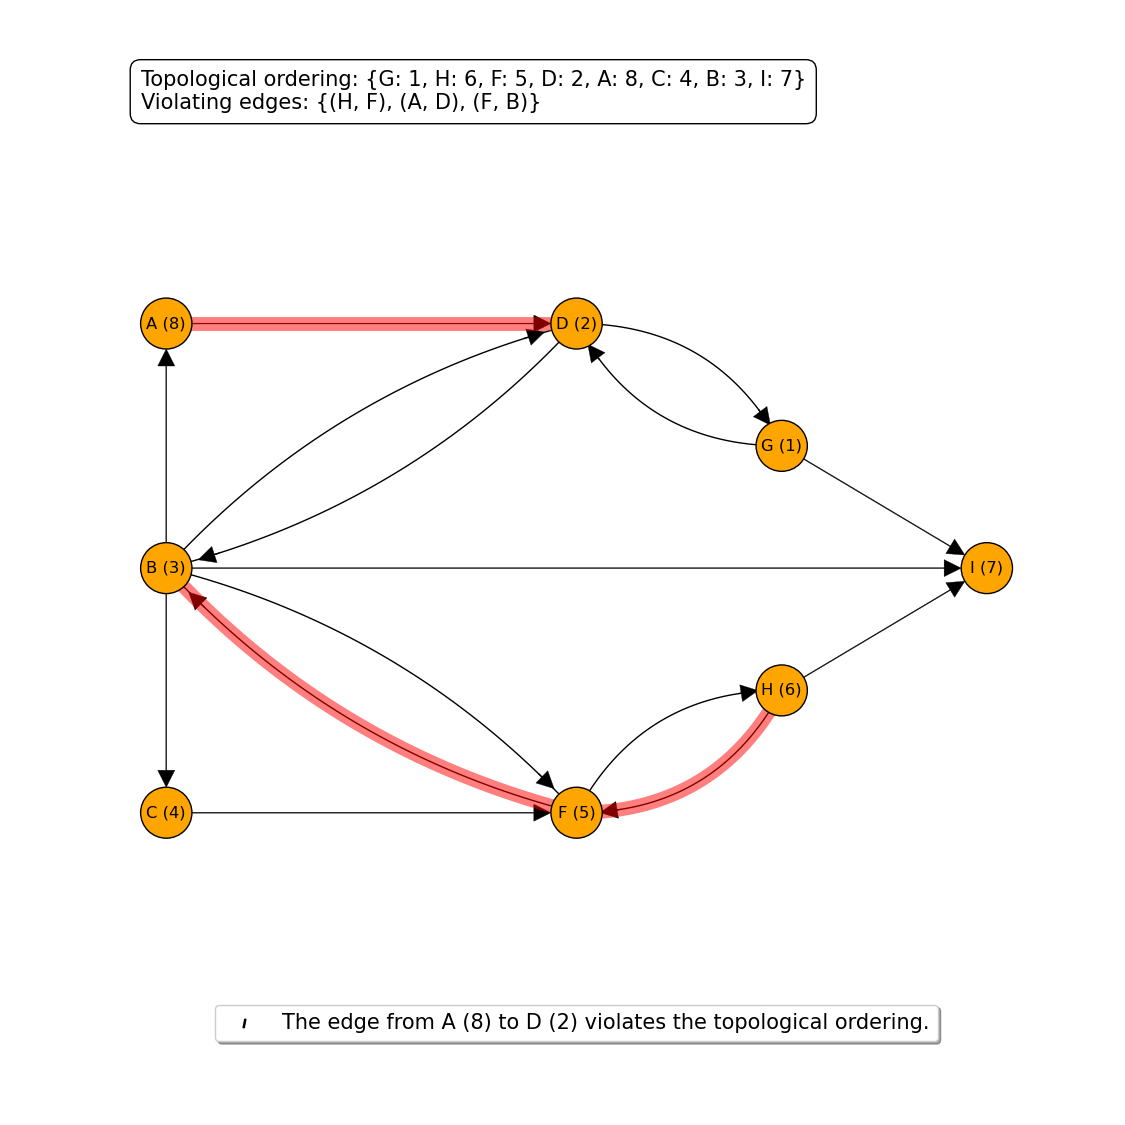 Topological ordering: {G: 1, H: 6, F: 5, D: 2, A: 8, C: 4, B: 3, I: 7}
Violating edges: {(H, F), (A, D), (F, B)}
A (8)
D (2)
G (1)
B (3)
I (7)
H (6)
C (4)
F (5)
The edge from A (8) to D (2) violates the topological ordering.